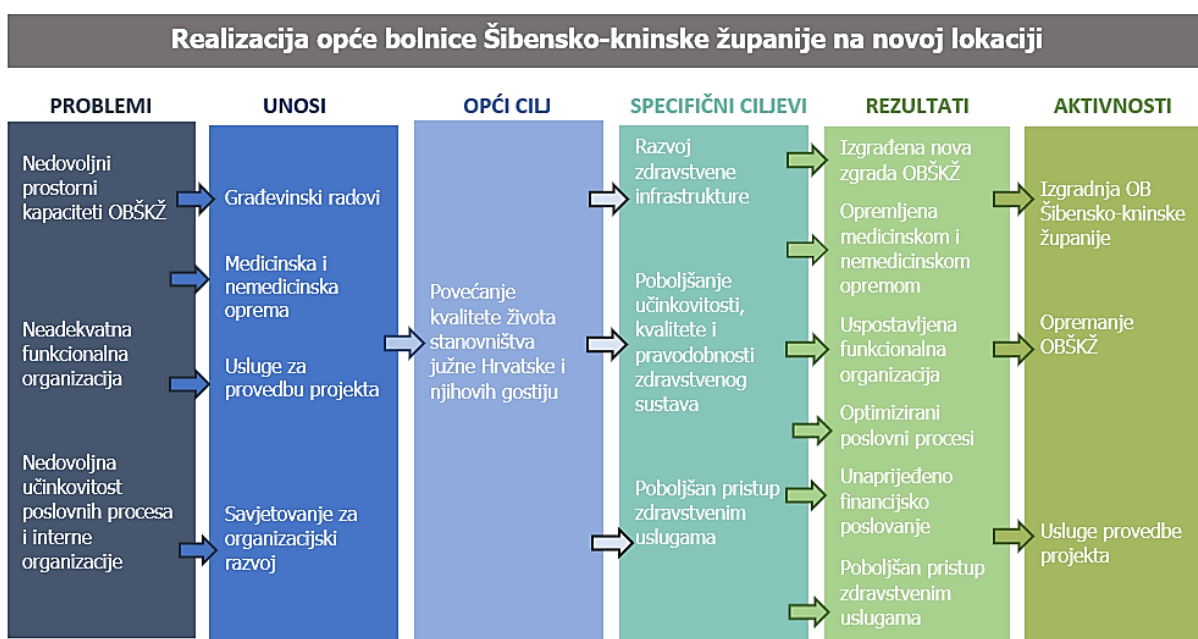 Realizacija opće bolnice Šibensko-kninske županije na novoj lokaciji
PROBLEMI
Nedovoljni
prostorni
kapaciteti OBŠKŽ
Neadekvatna
funkcionalna
organizacija
Nedovoljna
učinkovitost
poslovnih procesa
i interne
organizacije
UNOSI
Građevinski radovi
Medicinska i
nemedicinska
oprema
Usluge za
provedbu projekta
Savjetovanje za
organizacijski
razvoj
OPĆI CILJ
Povećanje
kvalitete života
stanovništva
južne Hrvatske i
njihovih gostiju
SPECIFIČNI CILJEVI
Razvoj
zdravstvene
infrastrukture
Poboljšanje
učinkovitosti,
kvalitete i
pravodobnosti
zdravstvenog
sustava
Poboljšan pristup
zdravstvenim
uslugama
REZULTATI
Izgrađena nova
zgrada OBŠKŽ
Opremljena
medicinskom i
nemedicinskom
opremom
Uspostavljena
funkcionalna
organizacija
Optimizirani
poslovni procesi
Unaprijeđeno
financijsko
poslovanje
Poboljšan pristup
zdravstvenim
uslugama
AKTIVNOSTI
Izgradnja OB
Šibensko-kninske
županije
Opremanje
OBŠKŽ
Usluge provedbe
projekta